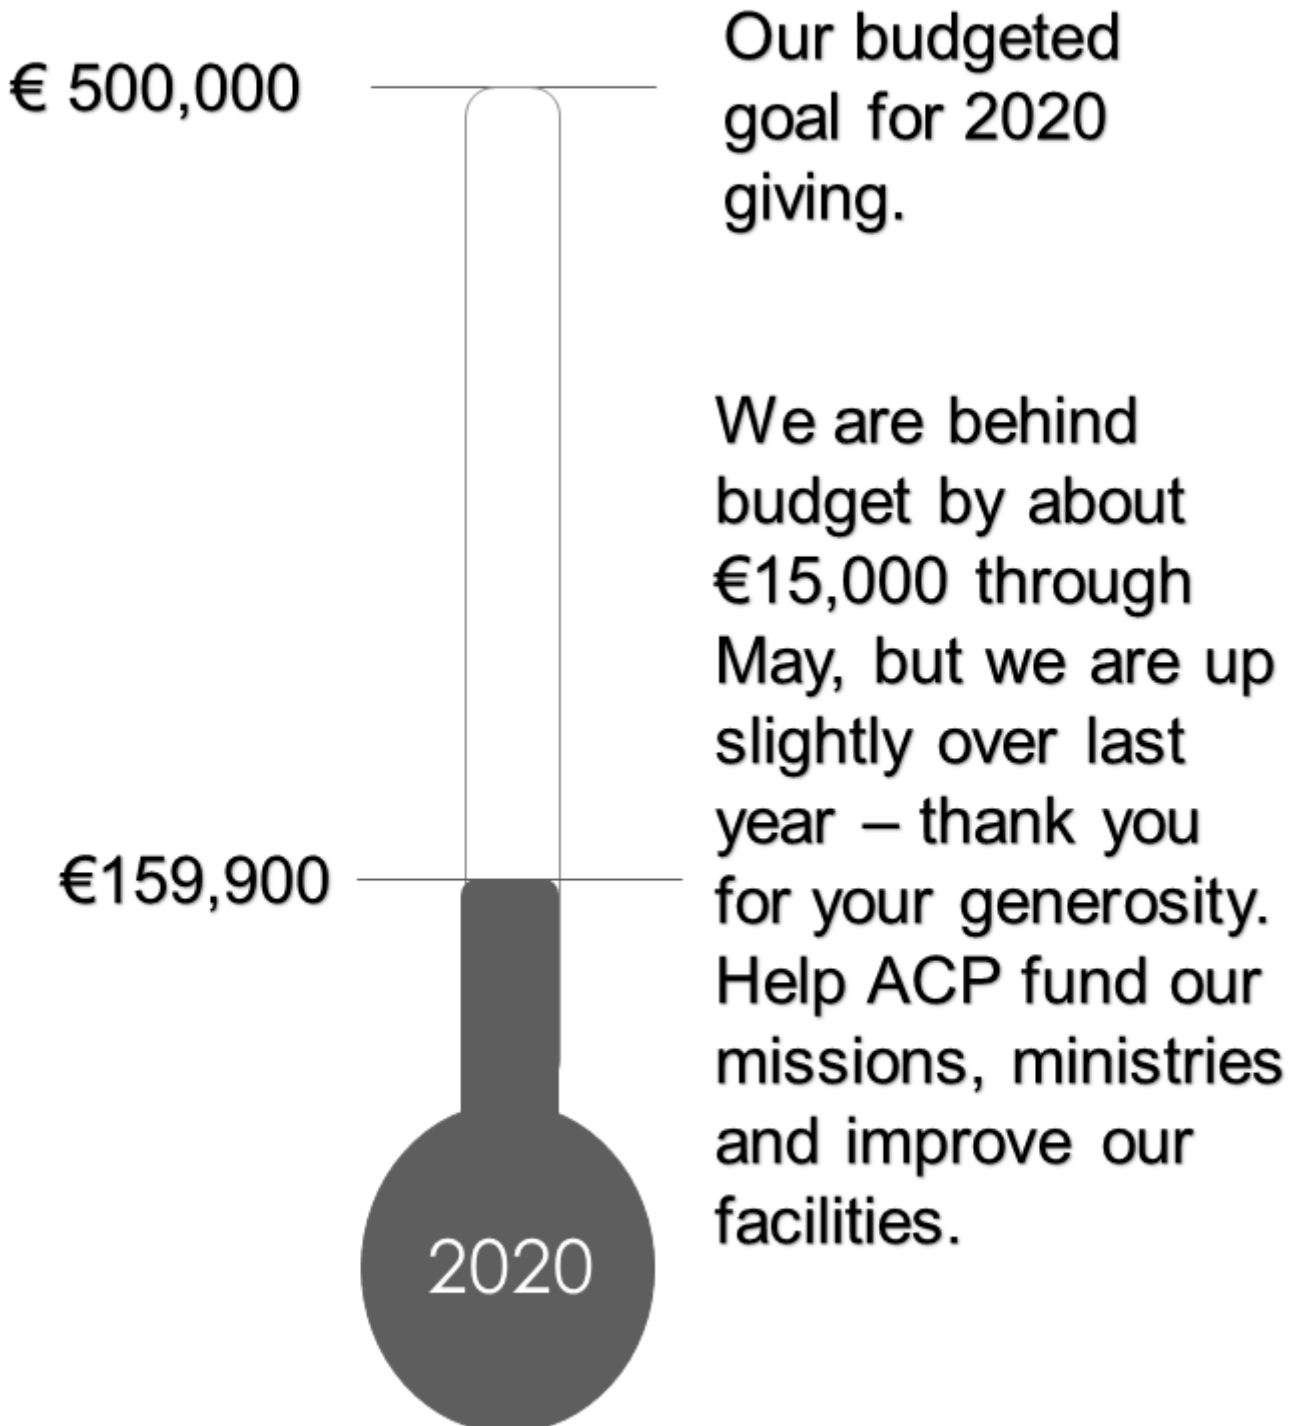 € 500,000
Our budgeted
goal for 2020
giving.
We are behind
budget by about
€15,000 through
May, but we are up
slightly over last
year – thank you
for your generosity.
Help ACP fund our
missions, ministries
and improve our
facilities.
€159,900
2020